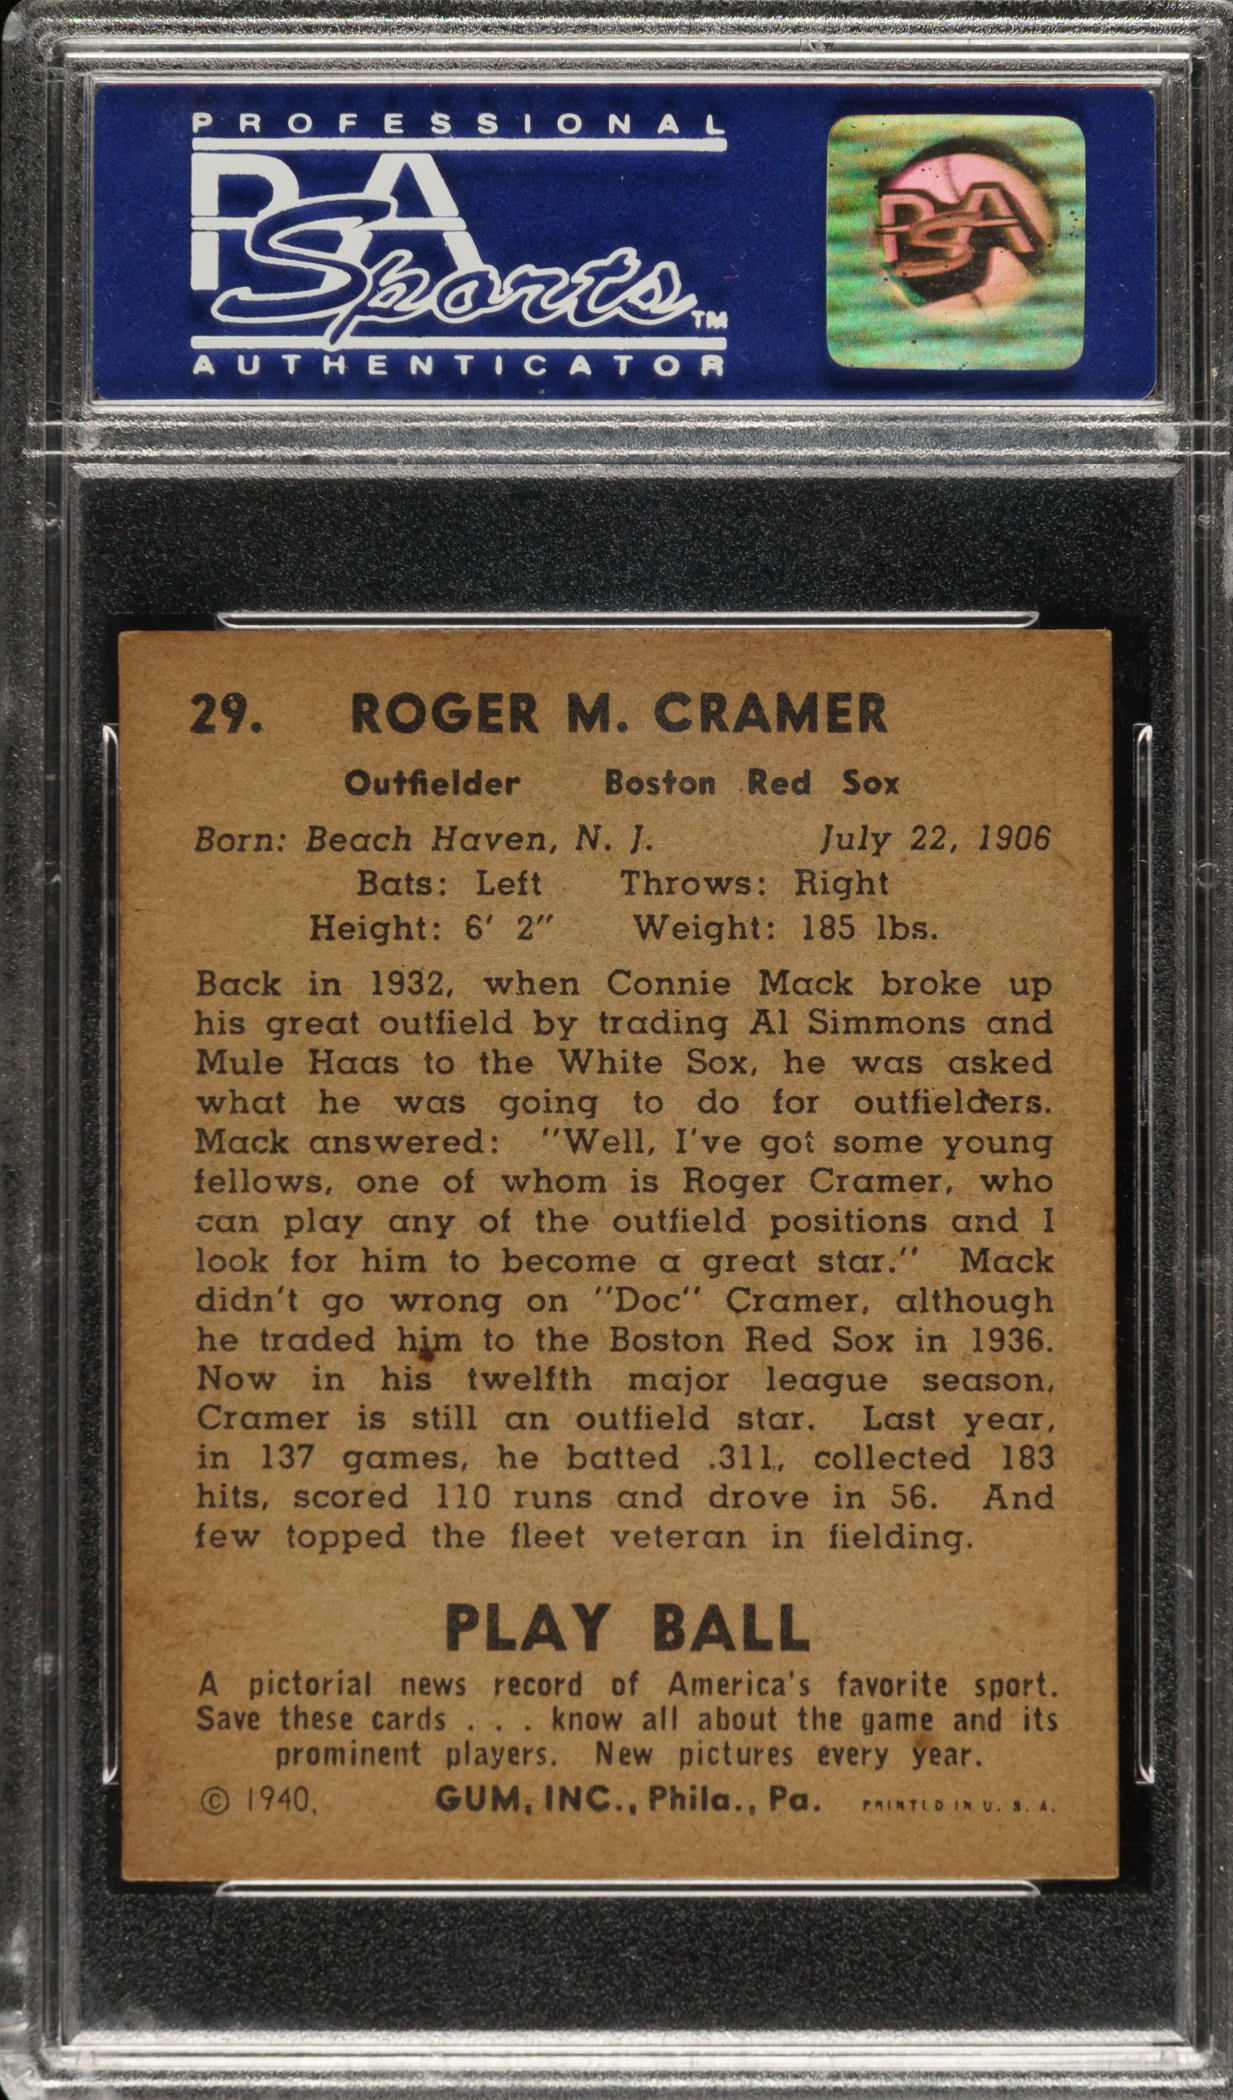 PROFESSIONAL
PSA
Sports™
AUTHENTICATOR
PSA
29. ROGER M. CRAMER
Outfielder Boston Red Sox
Born: Beach Haven, N. J. July 22, 1906
Bats: Left Throws: Right
Height: 6' 2" Weight: 185 lbs.
Back in 1932, when Connie Mack broke up
his great outfield by trading Al Simmons and
Mule Haas to the White Sox, he was asked
what he was going to do for outfielders.
Mack answered: "Well, I've got some young
fellows, one of whom is Roger Cramer, who
can play any of the outfield positions and I
look for him to become a great star." Mack
didn't go wrong on "Doc" Cramer, although
he traded him to the Boston Red Sox in 1936.
Now in his twelfth major league season,
Cramer is still an outfield star. Last year,
in 137 games, he batted .311, collected 183
hits, scored 110 runs and drove in 56. And
few topped the fleet veteran in fielding.
PLAY BALL
A pictorial news record of America's favorite sport.
Save these cards . . . know all about the game and its
prominent players. New pictures every year.
© 1940, GUM, INC., Phila., Pa. PRINTED IN U. S. A.